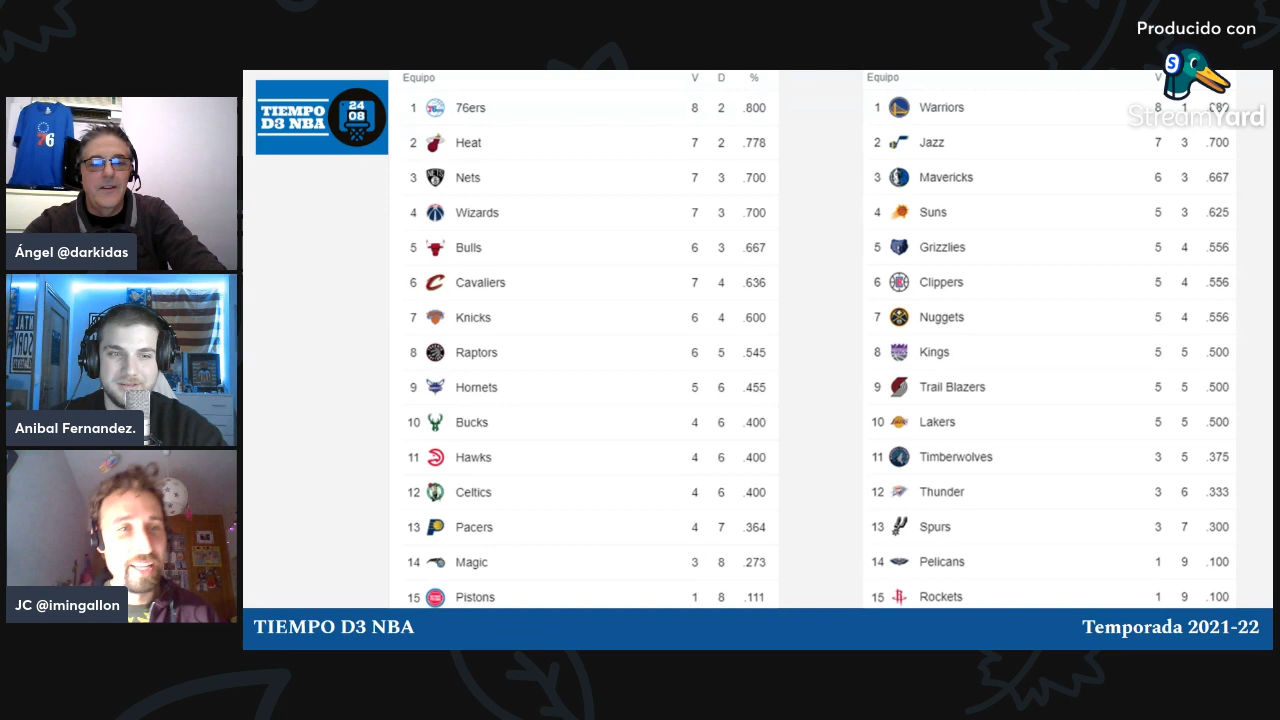 Producido con
StreamYard
TIEMPO
D3 NBA
24
08
Equipo V D %
1 76ers 8 2 .800
2 Heat 7 2 .778
3 Nets 7 3 .700
4 Wizards 7 3 .700
5 Bulls 6 3 .667
6 Cavaliers 7 4 .636
7 Knicks 6 4 .600
8 Raptors 6 5 .545
9 Hornets 5 6 .455
10 Bucks 4 6 .400
11 Hawks 4 6 .400
12 Celtics 4 6 .400
13 Pacers 4 7 .364
14 Magic 3 8 .273
15 Pistons 1 8 .111
Equipo V
1 Warriors 8 1
2 Jazz 7 3 .700
3 Mavericks 6 3 .667
4 Suns 5 3 .625
5 Grizzlies 5 4 .556
6 Clippers 5 4 .556
7 Nuggets 5 4 .556
8 Kings 5 5 .500
9 Trail Blazers 5 5 .500
10 Lakers 5 5 .500
11 Timberwolves 3 5 .375
12 Thunder 3 6 .333
13 Spurs 3 7 .300
14 Pelicans 1 9 .100
15 Rockets 1 9 .100
76
Ángel @darkidas
Anibal Fernandez.
JC @imingallon
TIEMPO D3 NBA
Temporada 2021-22